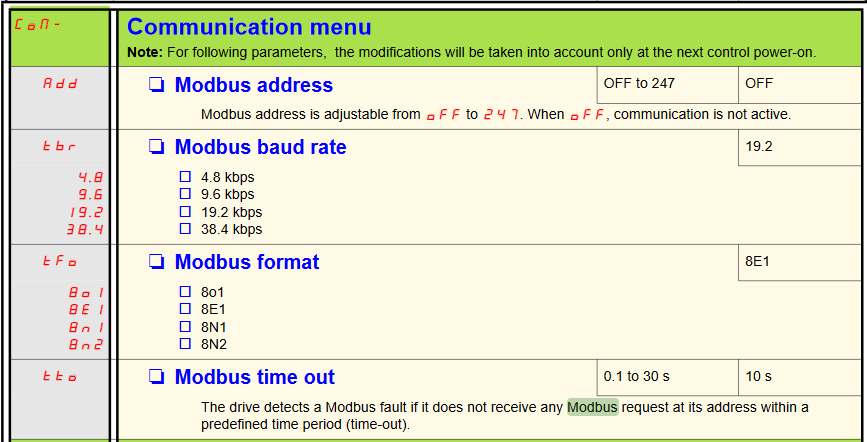 CoM-
Communication menu
Note: For following parameters, the modifications will be taken into account only at the next control power-on.
Add
Modbus address
OFF to 247
OFF
Modbus address is adjustable from oFF to 247. When oFF, communication is not active.
tbr
Modbus baud rate
19.2
4.8
4.8 kbps
9.6
9.6 kbps
19.2
19.2 kbps
38.4
38.4 kbps
tFo
Modbus format
8E1
8o1
8o1
8E1
8E1
8n1
8N1
8n2
8N2
tto
Modbus time out
0.1 to 30 s
10 s
The drive detects a Modbus fault if it does not receive any Modbus request at its address within a
predefined time period (time-out).